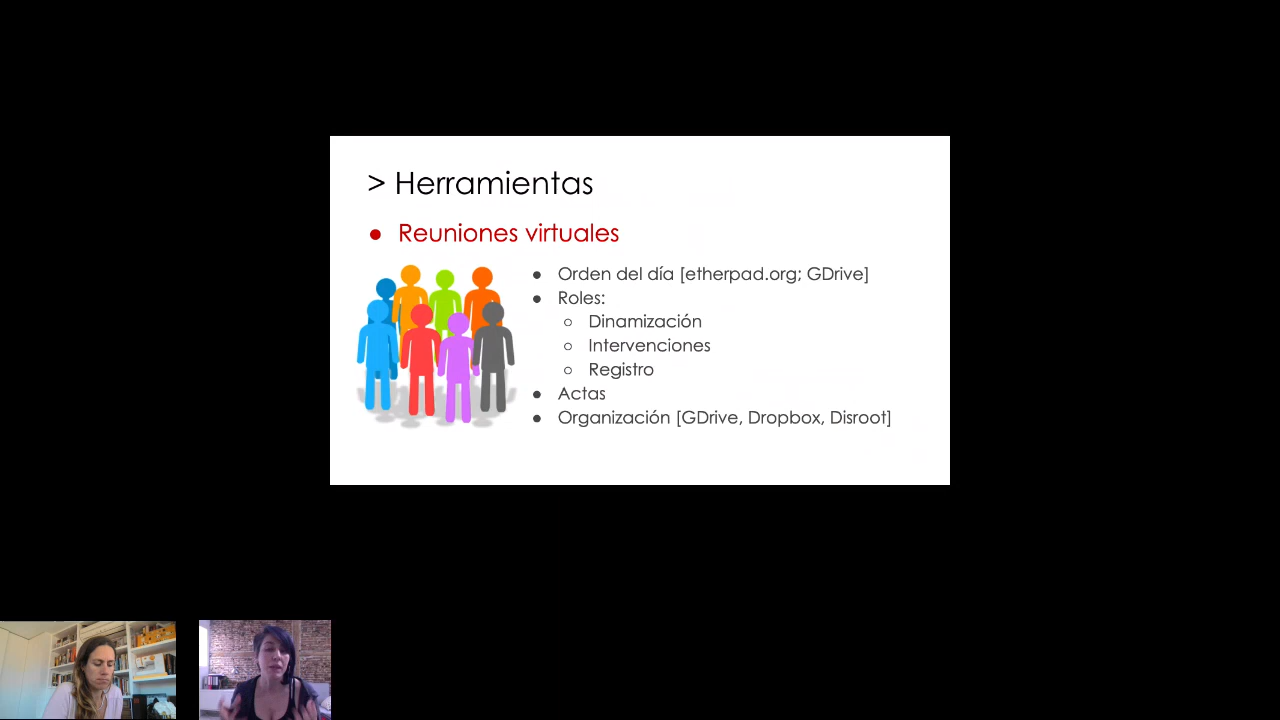 > Herramientas
● Reuniones virtuales
● Orden del día [etherpad.org; GDrive]
● Roles:
○ Dinamización
○ Intervenciones
○ Registro
● Actas
● Organización [GDrive, Dropbox, Disroot]